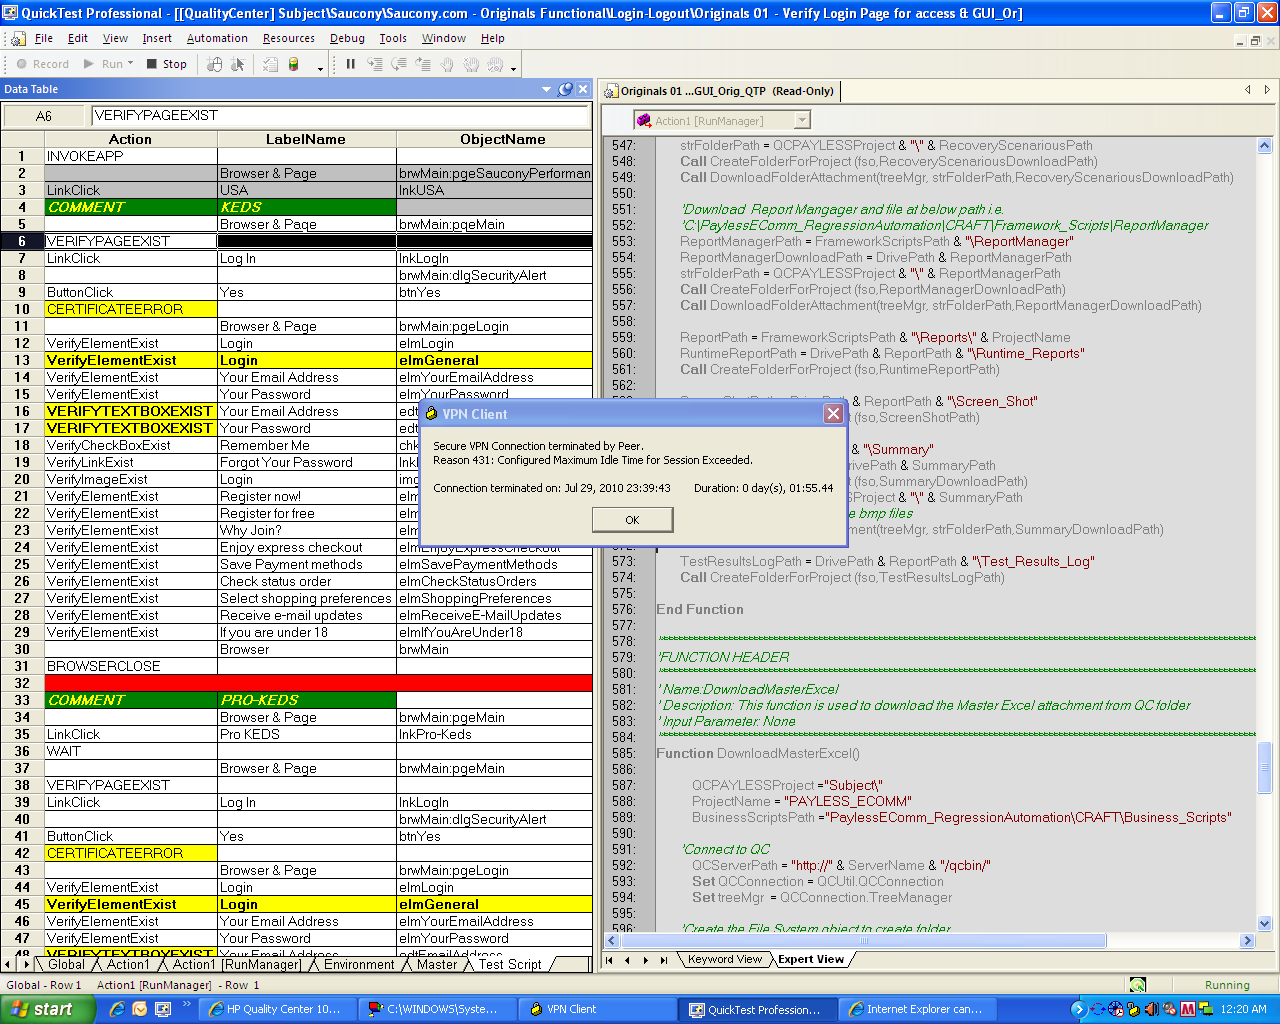 QuickTest Professional - [[QualityCenter] Subject\Saucony\Saucony.com - Originals Functional\Login-Logout\Originals 01 - Verify Login Page for access & GUI_Or]
File Edit View Insert Automation Resources Debug Tools Window Help
Record Run Stop
Data Table
A6 VERIFYPAGEEXIST
Action LabelName ObjectName
1 INVOKEAPP
2 Browser & Page brwMain:pgeSauconyPerforman
3 LinkClick USA lnkUSA
4 COMMENT KEDS
5 Browser & Page brwMain:pgeMain
6 VERIFYPAGEEXIST
7 LinkClick Log In lnkLogIn
8 brwMain:dlgSecurityAlert
9 ButtonClick Yes btnYes
10 CERTIFICATEERROR
11 Browser & Page brwMain:pgeLogin
12 VerifyElementExist Login elmLogin
13 VerifyElementExist Login elmGeneral
14 VerifyElementExist Your Email Address elmYourEmailAddress
15 VerifyElementExist Your Password elmYourPassword
16 VERIFYTEXTBOXEXIST Your Email Address edt
17 VERIFYTEXTBOXEXIST Your Password edt
18 VerifyCheckBoxExist Remember Me chk
19 VerifyLinkExist Forgot Your Password
20 VerifyImageExist Login
21 VerifyElementExist Register now! elm
22 VerifyElementExist Register for free elm
23 VerifyElementExist Why Join? elm
24 VerifyElementExist Enjoy express checkout elmEnjoyExpressCheckout
25 VerifyElementExist Save Payment methods elmSavePaymentMethods
26 VerifyElementExist Check status order elmCheckStatusOrders
27 VerifyElementExist Select shopping preferences elmShoppingPreferences
28 VerifyElementExist Receive e-mail updates elmReceiveE-MailUpdates
29 VerifyElementExist If you are under 18 elmIfYouAreUnder18
30 Browser brwMain
31 BROWSERCLOSE
32
33 COMMENT PRO-KEDS
34 Browser & Page brwMain:pgeMain
35 LinkClick Pro KEDS lnkPro-Keds
36 WAIT
37 Browser & Page brwMain:pgeMain
38 VERIFYPAGEEXIST
39 LinkClick Log In lnkLogIn
40 brwMain:dlgSecurityAlert
41 ButtonClick Yes btnYes
42 CERTIFICATEERROR
43 Browser & Page brwMain:pgeLogin
44 VerifyElementExist Login elmLogin
45 VerifyElementExist Login elmGeneral
46 VerifyElementExist Your Email Address elmYourEmailAddress
47 VerifyElementExist Your Password elmYourPassword
48 VERIFYTEXTBOXEXIST Your Email Address edtEmailAddress
Global Action1 Action1 [RunManager] Environment Master Test Script
Originals 01 ...GUI_Orig_QTP (Read-Only)
Action1 [RunManager]
547: strFolderPath = QCPAYLESSProject & "\" & RecoveryScenariousPath
548: Call CreateFolderForProject (fso,RecoveryScenariousDownloadPath)
549: Call DownloadFolderAttachment(treeMgr, strFolderPath,RecoveryScenariousDownloadPath)
550:
551: 'Download Report Mangager and file at below path i.e.
552: 'C:\PaylessEComm_RegressionAutomation\CRAFT\Framework_Scripts\ReportManager
553: ReportManagerPath = FrameworkScriptsPath & "\ReportManager"
554: ReportManagerDownloadPath = DrivePath & ReportManagerPath
555: strFolderPath = QCPAYLESSProject & "\" & ReportManagerPath
556: Call CreateFolderForProject (fso,ReportManagerDownloadPath)
557: Call DownloadFolderAttachment(treeMgr, strFolderPath,ReportManagerDownloadPath)
558:
559: ReportPath = FrameworkScriptsPath & "\Reports\" & ProjectName
560: RuntimeReportPath = DrivePath & ReportPath & "\Runtime_Reports"
561: Call CreateFolderForProject (fso,RuntimeReportPath)
562:
& ReportPath & "\Screen_Shot"
(fso,ScreenShotPath)
& "\Summary"
& SummaryPath
(fso,SummaryDownloadPath)
& "\" & SummaryPath
bmp files
(treeMgr, strFolderPath,SummaryDownloadPath)
573: TestResultsLogPath = DrivePath & ReportPath & "\Test_Results_Log"
574: Call CreateFolderForProject (fso,TestResultsLogPath)
575:
576: End Function
577:
578:
579: 'FUNCTION HEADER
580:
581: ' Name:DownloadMasterExcel
582: ' Description: This function is used to download the Master Excel attachment from QC folder
583: ' Input Parameter: None
584:
585: Function DownloadMasterExcel()
586:
587: QCPAYLESSProject ="Subject\"
588: ProjectName = "PAYLESS_ECOMM"
589: BusinessScriptsPath ="PaylessEComm_RegressionAutomation\CRAFT\Business_Scripts"
590:
591: 'Connect to QC
592: QCServerPath = "http://" & ServerName & "/qcbin/"
593: Set QCConnection = QCUtil.QCConnection
594: Set treeMgr = QCConnection.TreeManager
595:
596: 'Create the File System object to create folder
Keyword View Expert View
VPN Client
Secure VPN Connection terminated by Peer.
Reason 431: Configured Maximum Idle Time for Session Exceeded.
Connection terminated on: Jul 29, 2010 23:39:43 Duration: 0 day(s), 01:55.44
OK
Global - Row 1 Action1 [RunManager] - Row 1 Running
start HP Quality Center 10... C:\WINDOWS\Syste... VPN Client QuickTest Profession... Internet Explorer can... 12:20 AM